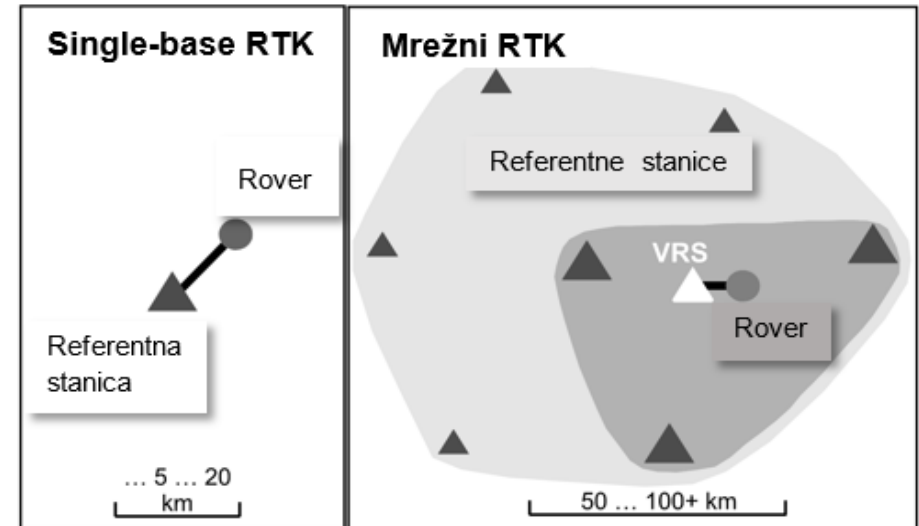 Single-base RTK
Rover
Referentna
stanica
... 5 ... 20
km
Mrežni RTK
Referentne stanice
VRS
Rover
50 ... 100+ km